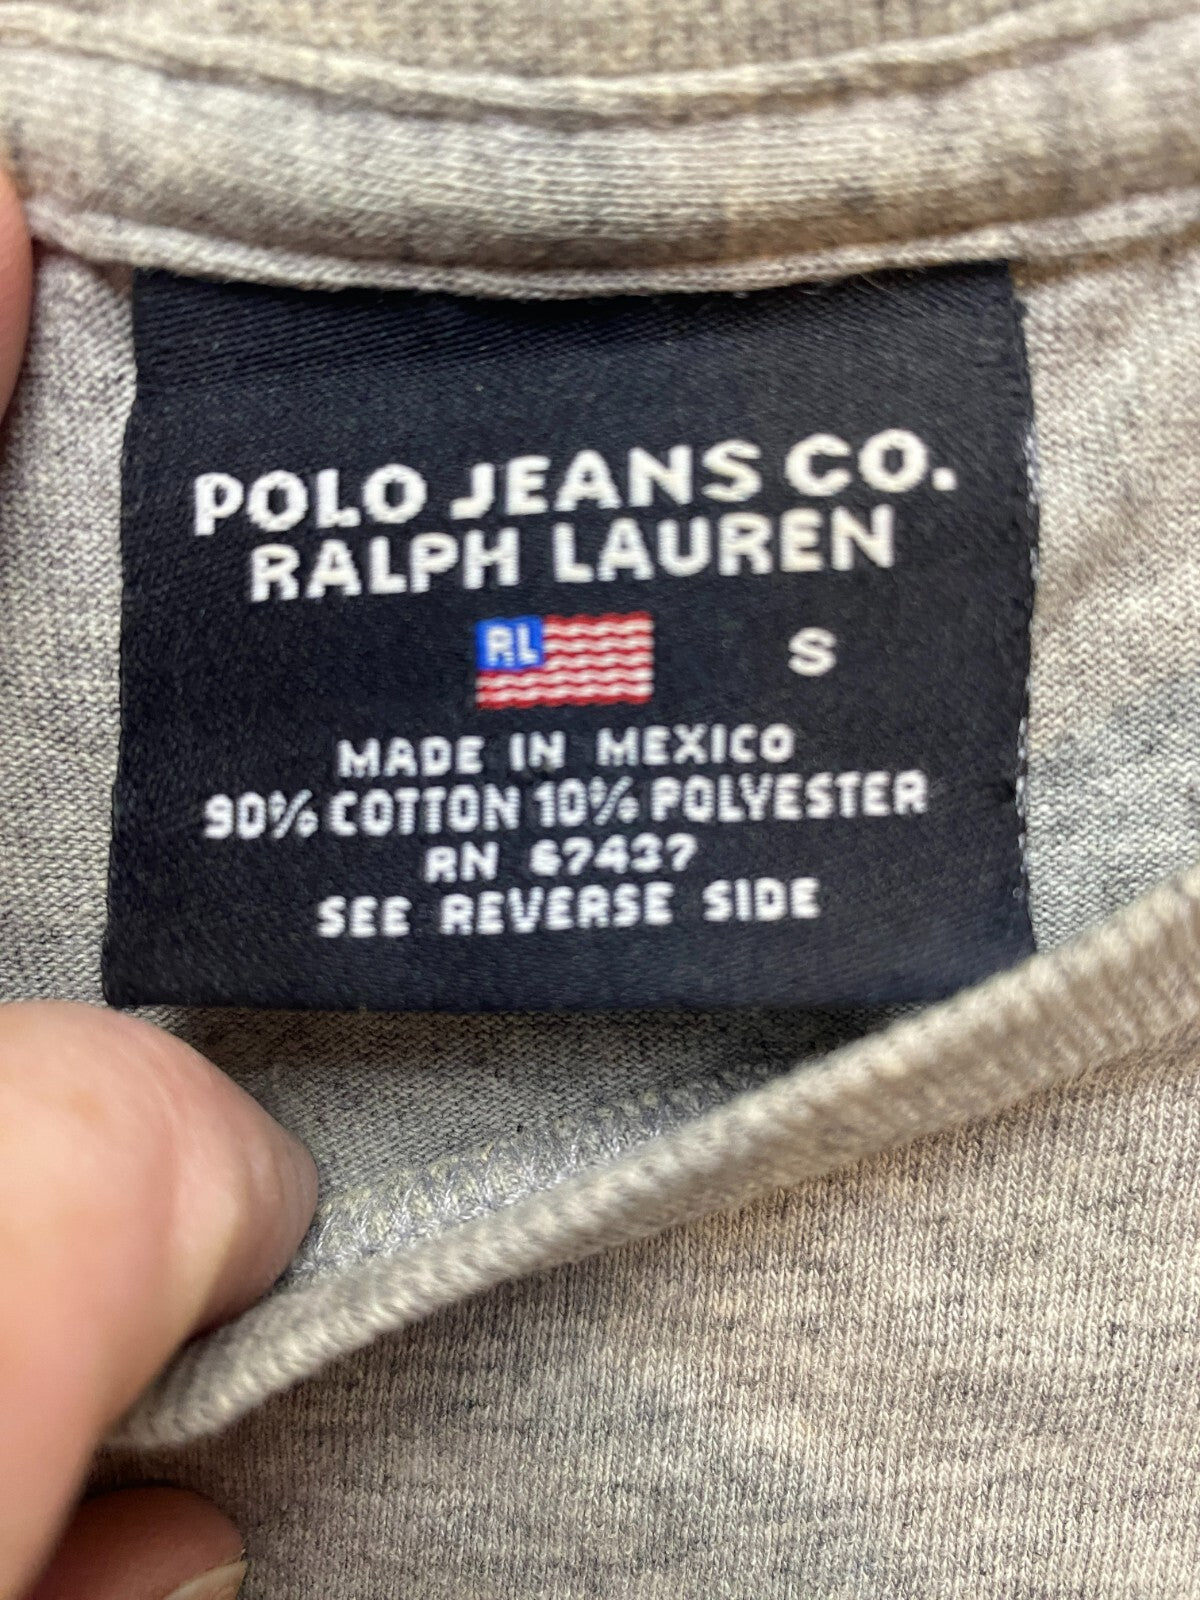 POLO JEANS CO.
RALPH LAUREN
RL S
MADE IN MEXICO
90% COTTON 10% POLYESTER
RN 67437
SEE REVERSE SIDE